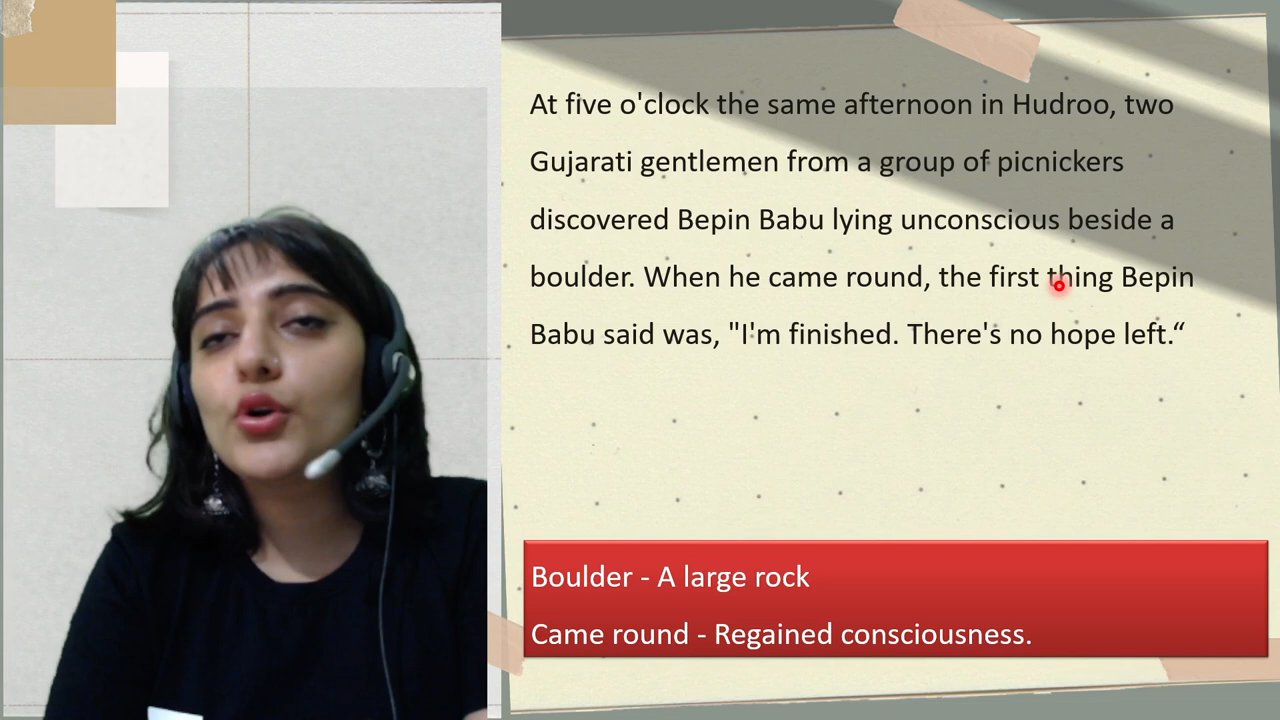 At five o'clock the same afternoon in Hudroo, two
Gujarati gentlemen from a group of picnickers
discovered Bepin Babu lying unconscious beside a
boulder. When he came round, the first thing Bepin
Babu said was, "I'm finished. There's no hope left.“
Boulder - A large rock
Came round - Regained consciousness.